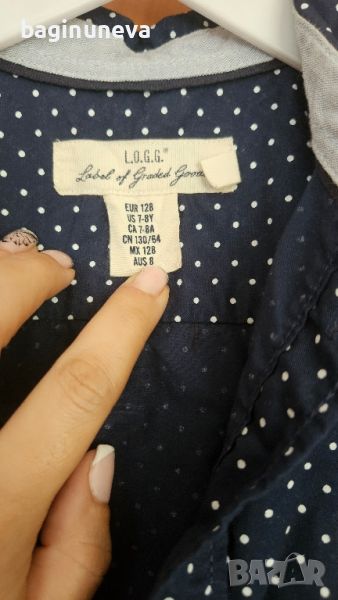 baginuneva
L.O.G.G.®
Label of Graded Goods
EUR 128
US 7-8Y
CA 7-8A
CN 130/64
MX 128
AUS 8
BAZAR